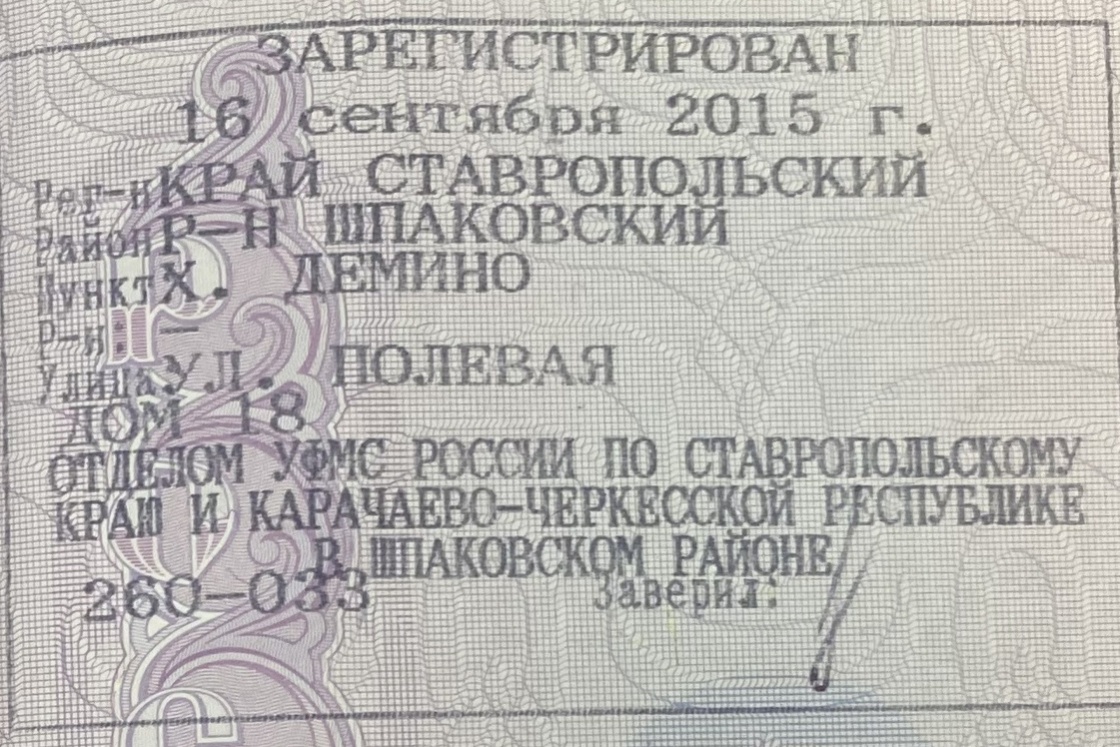 ЗАРЕГИСТРИРОВАН
16 сентября 2015 г.
Рег-н КРАЙ СТАВРОПОЛЬСКИЙ
Район Р-Н ШПАКОВСКИЙ
Пункт Х. ДЕМИНО
Р-н: -
Улица УЛ. ПОЛЕВАЯ
ДОМ 18
ОТДЕЛОМ УФМС РОССИИ ПО СТАВРОПОЛЬСКОМУ
КРАЮ И КАРАЧАЕВО-ЧЕРКЕССКОЙ РЕСПУБЛИКЕ
В ШПАКОВСКОМ РАЙОНЕ
260-033 Заверил: